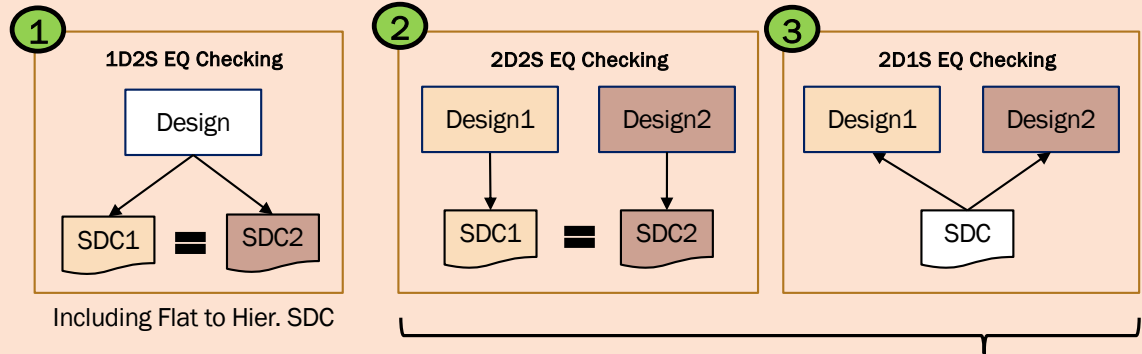 1
1D2S EQ Checking
Design
SDC1 = SDC2
Including Flat to Hier. SDC
2
2D2S EQ Checking
Design1 Design2
SDC1 = SDC2
3
2D1S EQ Checking
Design1 Design2
SDC